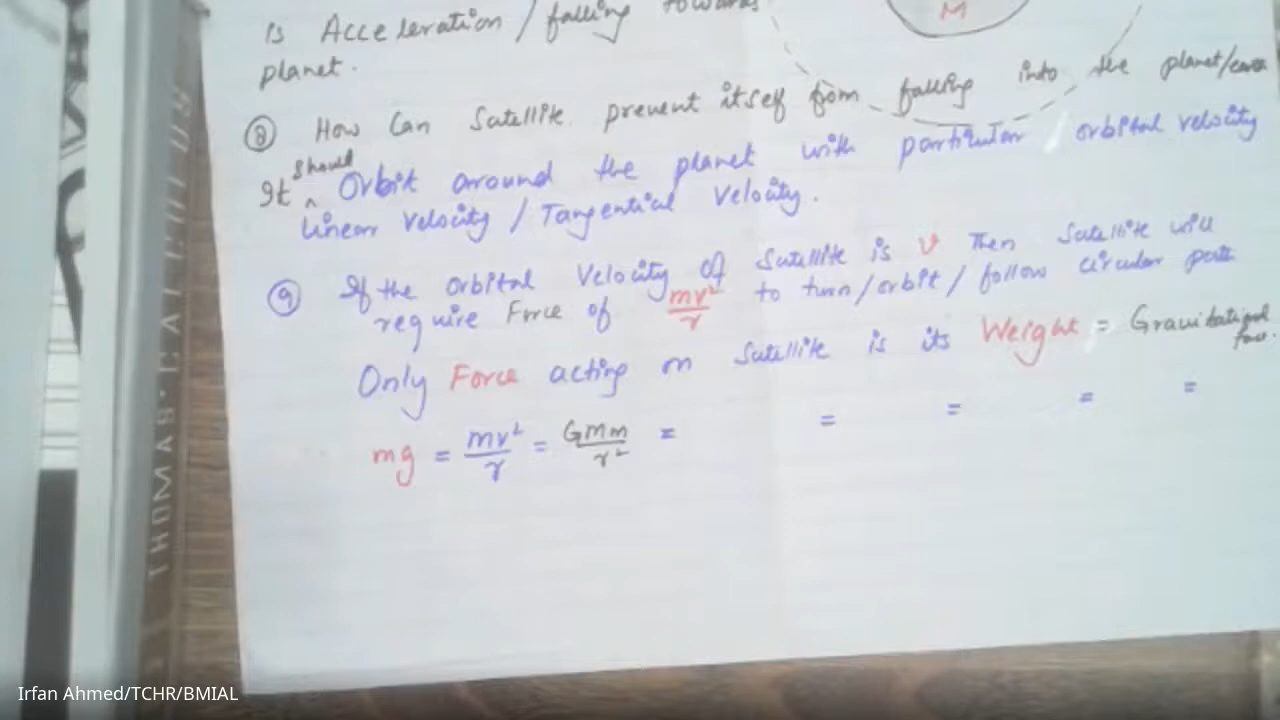 is Acceleration / falling towards
M
planet.
⑧ How Can Satellite prevent itself from falling into the planet/
should
It ^ Orbit around the planet with particular orbital velocity
linear velocity / Tangential velocity.
⑨ If the orbital Velocity of Satellite is v Then Satellite will
require Force of mv²/r to turn/orbit/follow circular path
Only Force acting on Satellite is its Weight = Gravitational
force.
mg = mv²/r = GMm/r² = = = = =
THOMAS·CALCULUS
Irfan Ahmed/TCHR/BMIAL